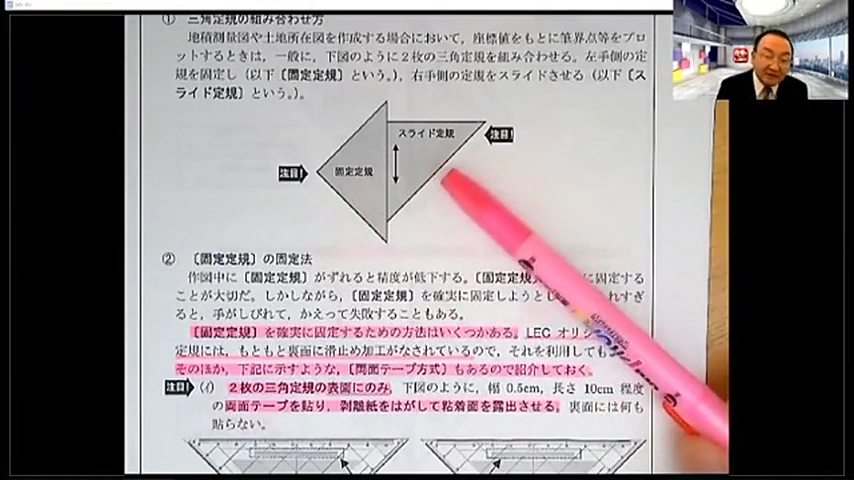 ① 三角定規の組み合わせ方
地積測量図や土地所在図を作成する場合において，座標値をもとに筆界点等をプロ
ットするときは，一般に，下図のように２枚の三角定規を組み合わせる。左手側の定
規を固定し（以下〔固定定規〕という。），右手側の定規をスライドさせる（以下〔ス
ライド定規〕という。）。
スライド定規
注目!
注目!
固定定規
② 〔固定定規〕の固定法
作図中に〔固定定規〕がずれると精度が低下する。〔固定定規 に固定する
ことが大切だ。しかしながら，〔固定定規〕を確実に固定しようと れすぎ
ると，手がしびれて，かえって失敗することもある。
〔固定定規〕を確実に固定するための方法はいくつかある。LEC オリジ
定規には，もともと裏面に滑止め加工がなされているので，それを利用しても
そのほか，下記に示すような，〔両面テープ方式〕もあるので紹介しておく。
注目! (イ) ２枚の三角定規の表面にのみ，下図のように，幅 0.5cm，長さ 10cm 程度
の両面テープを貼り，剥離紙をはがして粘着面を露出させる。裏面には何も
貼らない。